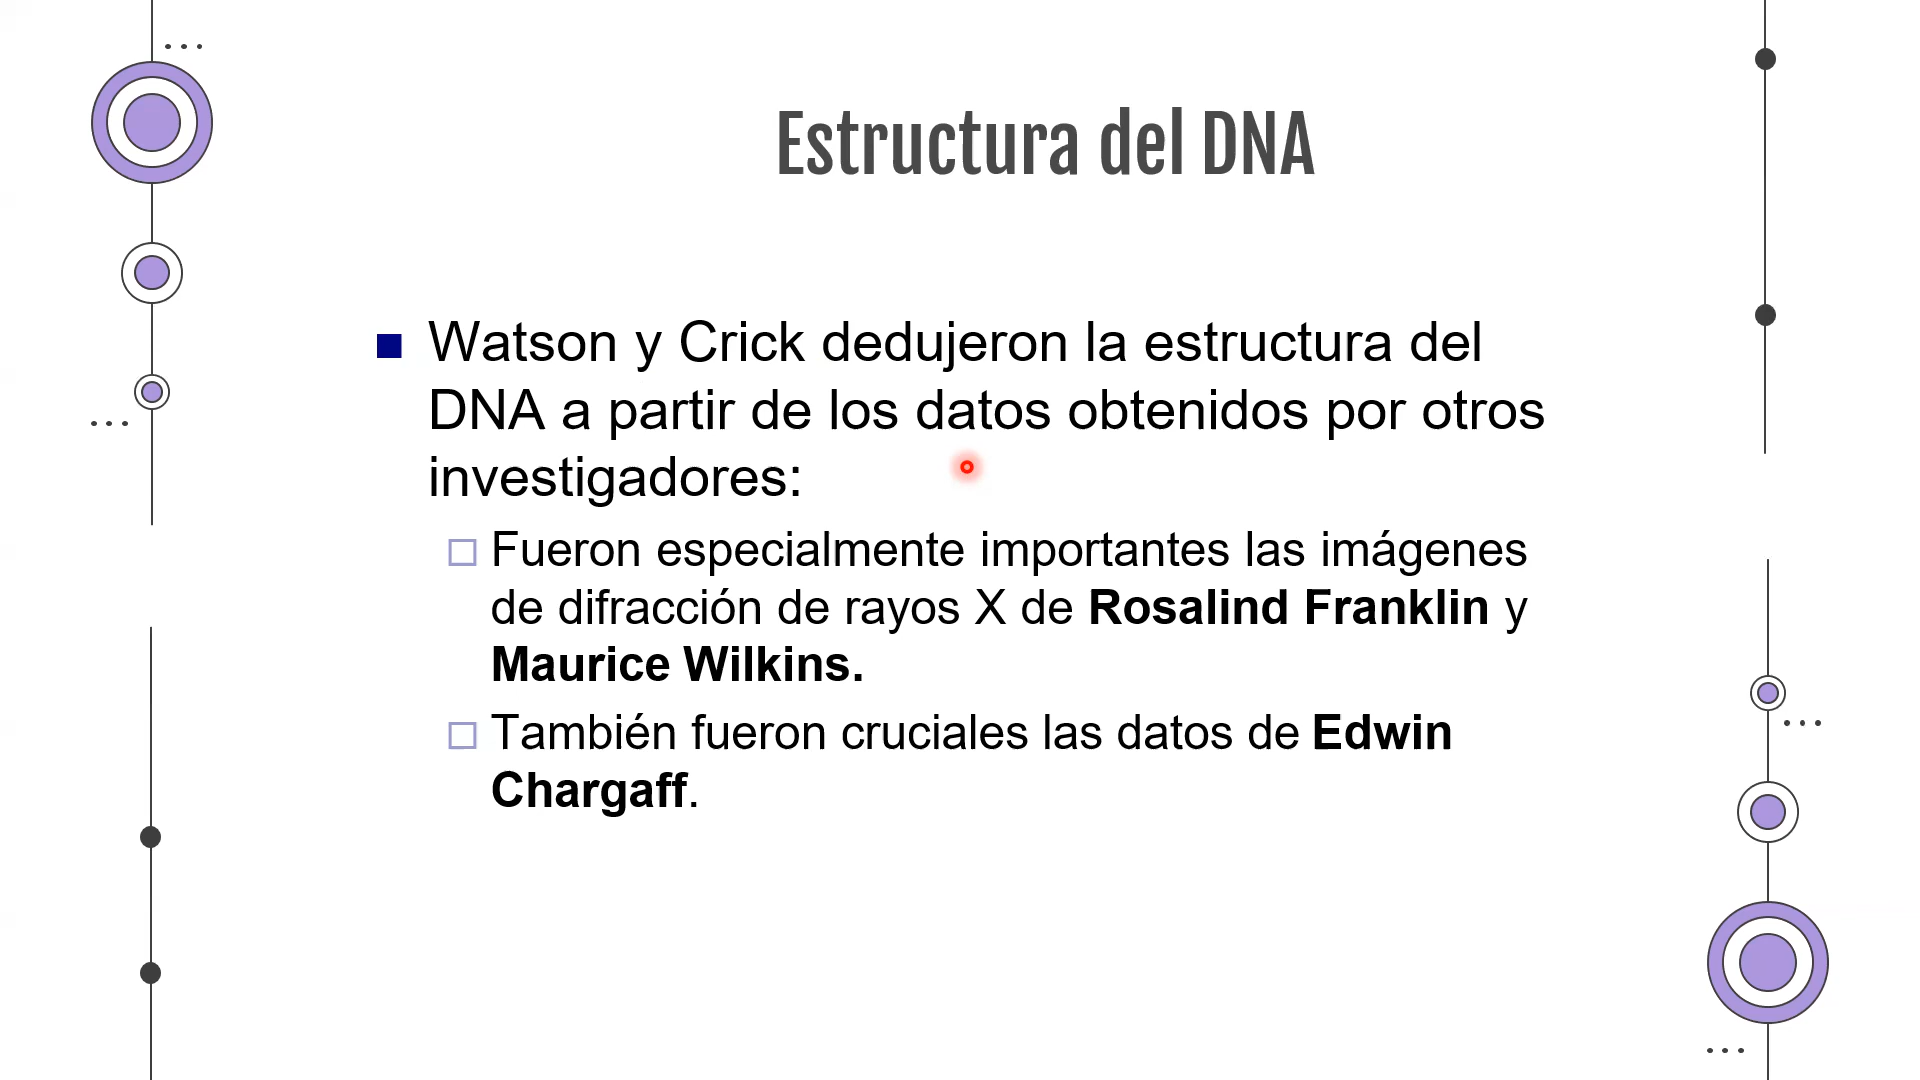 Estructura del DNA
Watson y Crick dedujeron la estructura del
DNA a partir de los datos obtenidos por otros
investigadores:
Fueron especialmente importantes las imágenes
de difracción de rayos X de Rosalind Franklin y
Maurice Wilkins.
También fueron cruciales las datos de Edwin
Chargaff.